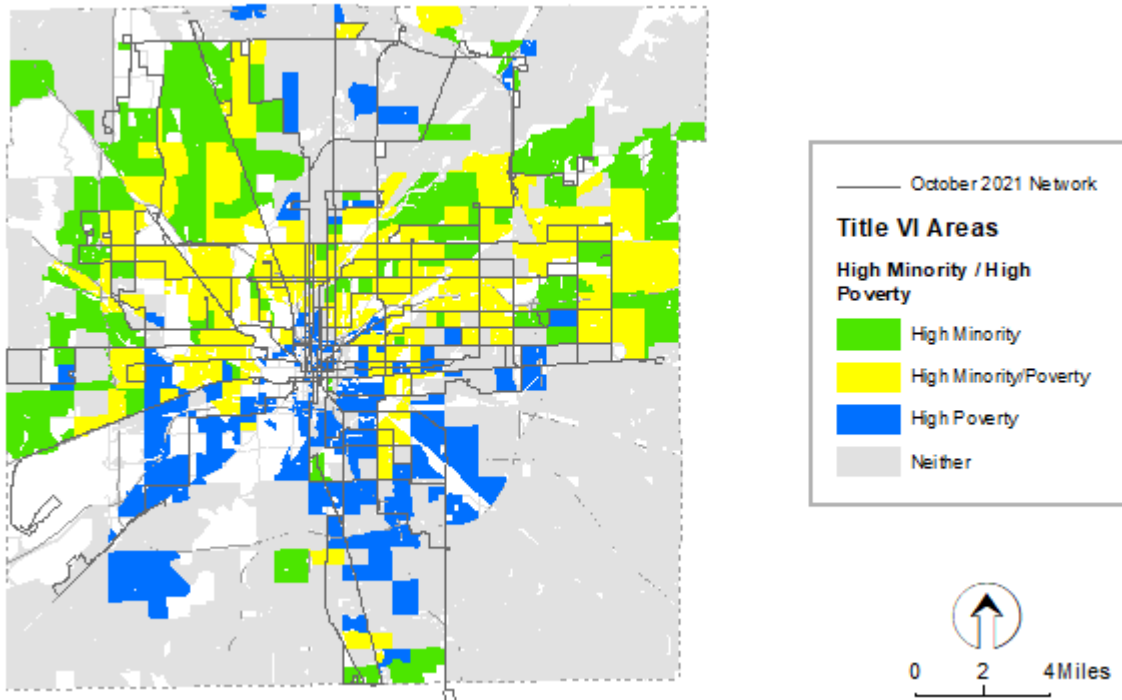 October 2021 Network
Title VI Areas
High Minority / High
Poverty
High Minority
High Minority/Poverty
High Poverty
Neither
0 2 4 Miles